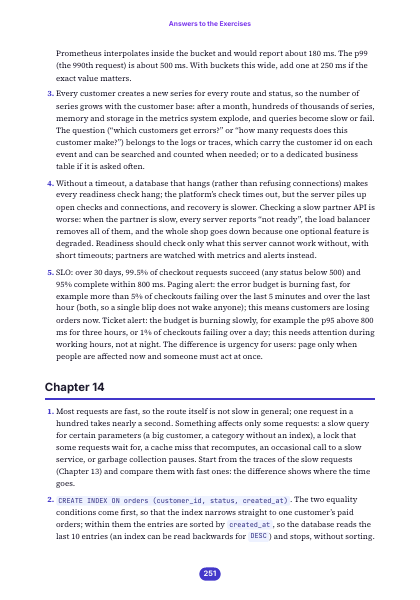 Answers to the Exercises
Prometheus interpolates inside the bucket and would report about 180 ms. The p99
(the 990th request) is about 500 ms. With buckets this wide, add one at 250 ms if the
exact value matters.
3. Every customer creates a new series for every route and status, so the number of
series grows with the customer base: after a month, hundreds of thousands of series,
memory and storage in the metrics system explode, and queries become slow or fail.
The question (“which customers get errors?” or “how many requests does this
customer make?”) belongs to the logs or traces, which carry the customer id on each
event and can be searched and counted when needed; or to a dedicated business
table if it is asked often.
4. Without a timeout, a database that hangs (rather than refusing connections) makes
every readiness check hang; the platform’s check times out, but the server piles up
open checks and connections, and recovery is slower. Checking a slow partner API is
worse: when the partner is slow, every server reports “not ready”, the load balancer
removes all of them, and the whole shop goes down because one optional feature is
degraded. Readiness should check only what this server cannot work without, with
short timeouts; partners are watched with metrics and alerts instead.
5. SLO: over 30 days, 99.5% of checkout requests succeed (any status below 500) and
95% complete within 800 ms. Paging alert: the error budget is burning fast, for
example more than 5% of checkouts failing over the last 5 minutes and over the last
hour (both, so a single blip does not wake anyone); this means customers are losing
orders now. Ticket alert: the budget is burning slowly, for example the p95 above 800
ms for three hours, or 1% of checkouts failing over a day; this needs attention during
working hours, not at night. The difference is urgency for users: page only when
people are affected now and someone must act at once.
Chapter 14
1. Most requests are fast, so the route itself is not slow in general; one request in a
hundred takes nearly a second. Something affects only some requests: a slow query
for certain parameters (a big customer, a category without an index), a lock that
some requests wait for, a cache miss that recomputes, an occasional call to a slow
service, or garbage collection pauses. Start from the traces of the slow requests
(Chapter 13) and compare them with fast ones: the difference shows where the time
goes.
2. CREATE INDEX ON orders (customer_id, status, created_at) . The two equality
conditions come first, so that the index narrows straight to one customer’s paid
orders; within them the entries are sorted by created_at , so the database reads the
last 10 entries (an index can be read backwards for DESC ) and stops, without sorting.
251